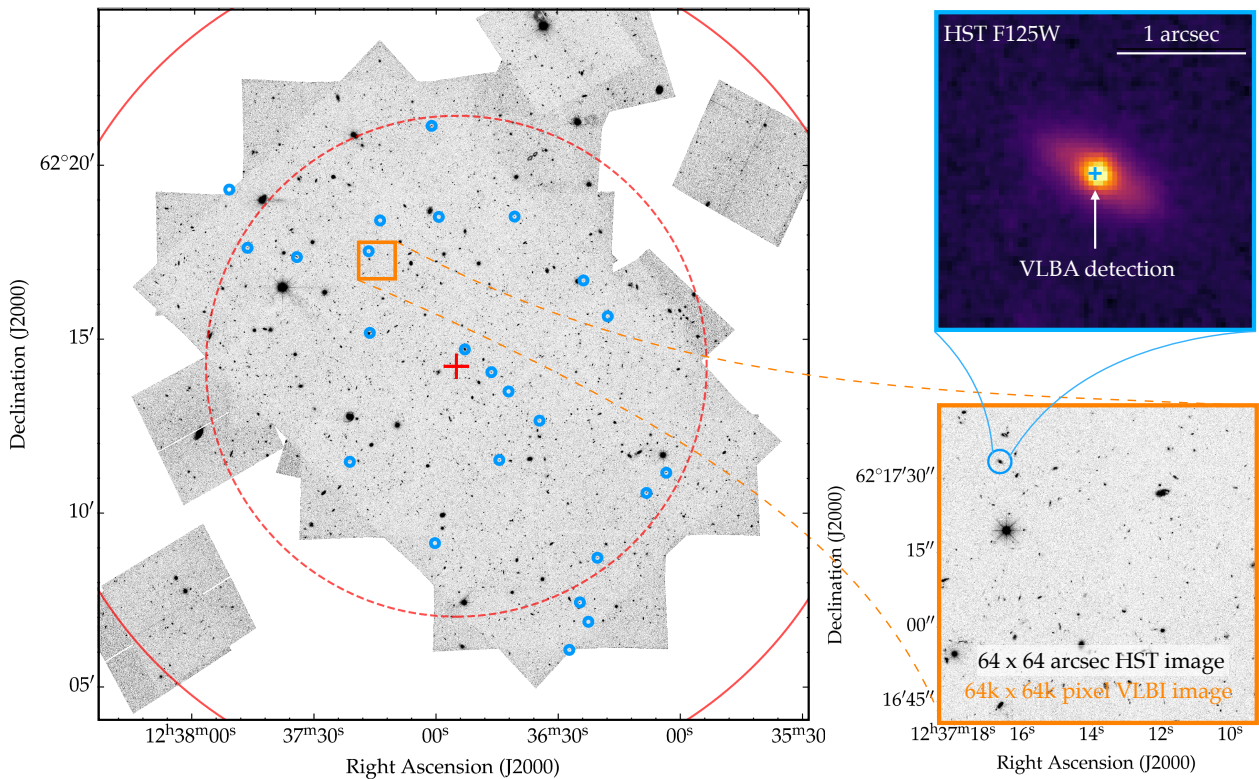 62°20′
15′
10′
05′
Declination (J2000)
12ʰ38ᵐ00ˢ
37ᵐ30ˢ
00ˢ
36ᵐ30ˢ
00ˢ
35ᵐ30ˢ
Right Ascension (J2000)
HST F125W
1 arcsec
VLBA detection
62°17′30″
15″
00″
16′45″
Declination (J2000)
64 x 64 arcsec HST image
64k x 64k pixel VLBI image
12ʰ37ᵐ18ˢ
16ˢ
14ˢ
12ˢ
10ˢ
Right Ascension (J2000)